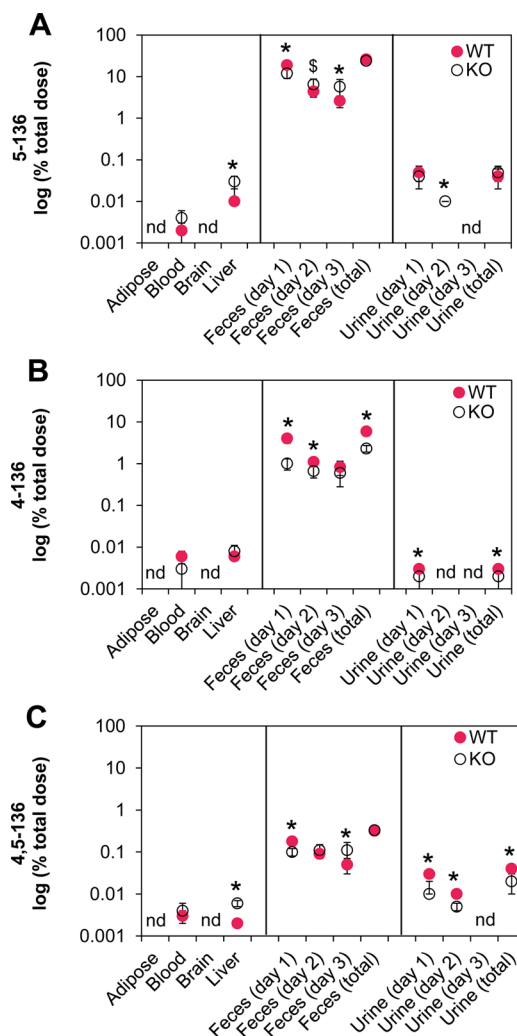 A
5-136
log (% total dose)
100
10
1
0.1
0.01
0.001
* $ *
*
*
nd nd nd
WT
KO
Adipose
Blood
Brain
Liver
Feces (day 1)
Feces (day 2)
Feces (day 3)
Feces (total)
Urine (day 1)
Urine (day 2)
Urine (day 3)
Urine (total)
B
4-136
log (% total dose)
100
10
1
0.1
0.01
0.001
* * *
* *
nd nd nd nd
WT
KO
Adipose
Blood
Brain
Liver
Feces (day 1)
Feces (day 2)
Feces (day 3)
Feces (total)
Urine (day 1)
Urine (day 2)
Urine (day 3)
Urine (total)
C
4,5-136
log (% total dose)
100
10
1
0.1
0.01
0.001
* *
* * * *
nd nd nd
WT
KO
Adipose
Blood
Brain
Liver
Feces (day 1)
Feces (day 2)
Feces (day 3)
Feces (total)
Urine (day 1)
Urine (day 2)
Urine (day 3)
Urine (total)